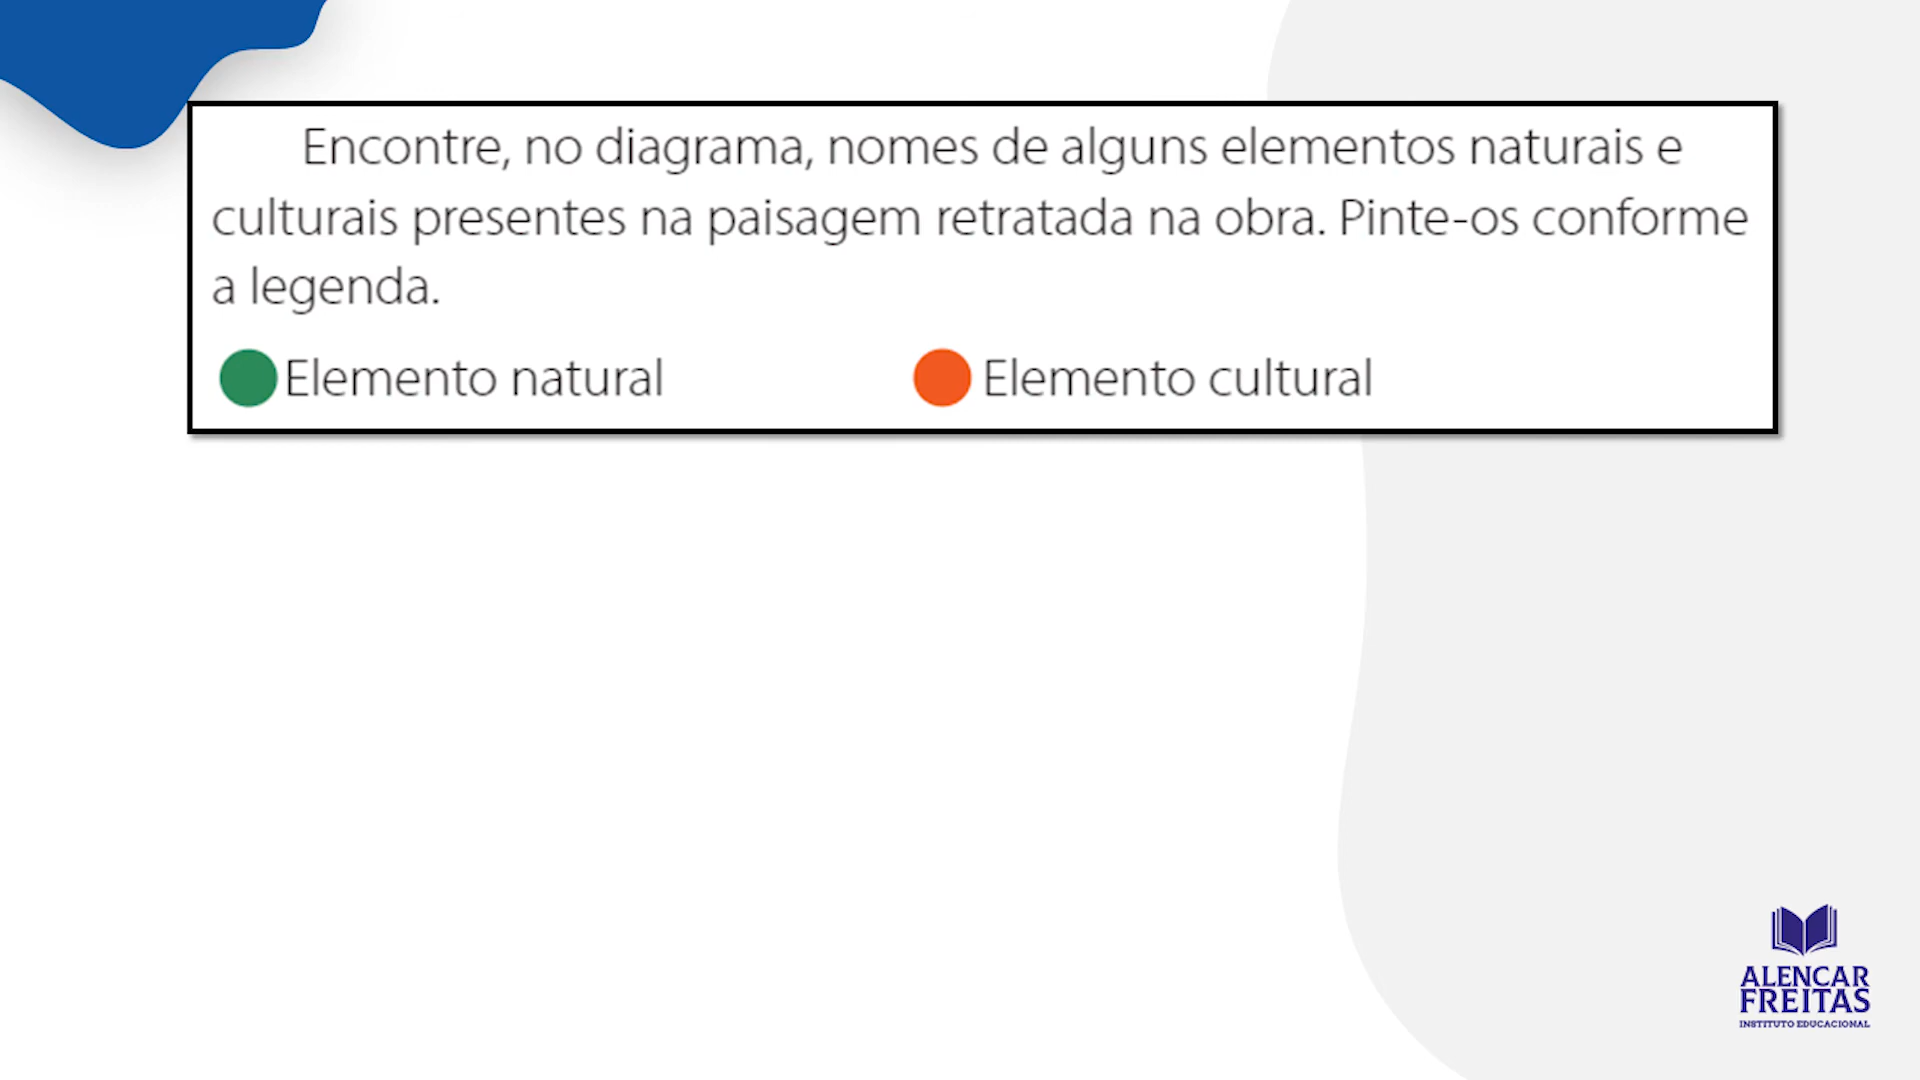 Encontre, no diagrama, nomes de alguns elementos naturais e
culturais presentes na paisagem retratada na obra. Pinte-os conforme
a legenda.
Elemento natural
Elemento cultural
ALENCAR
FREITAS
INSTITUTO EDUCACIONAL